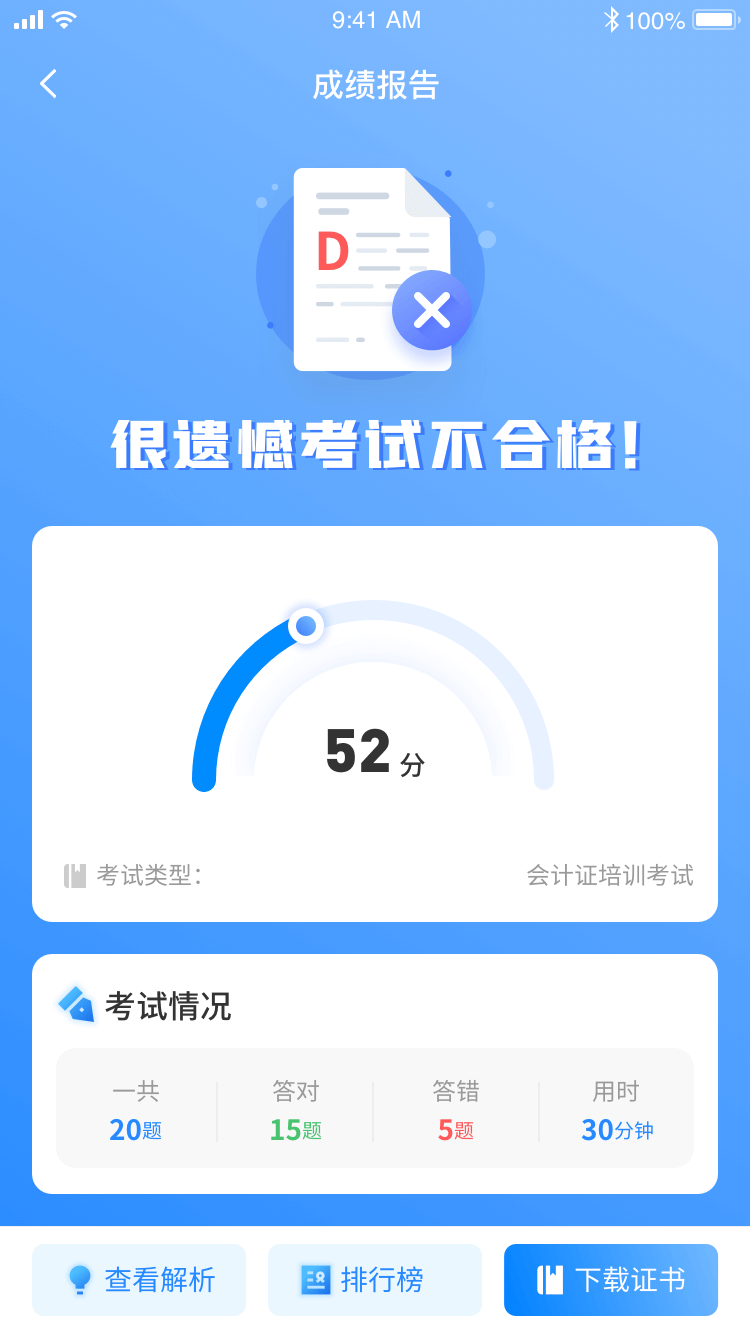 9:41 AM
100%
成绩报告
D
很遗憾考试不合格!
52 分
考试类型:
会计证培训考试
考试情况
一共 答对 答错 用时
20题 15题 5题 30分钟
查看解析 排行榜 下载证书